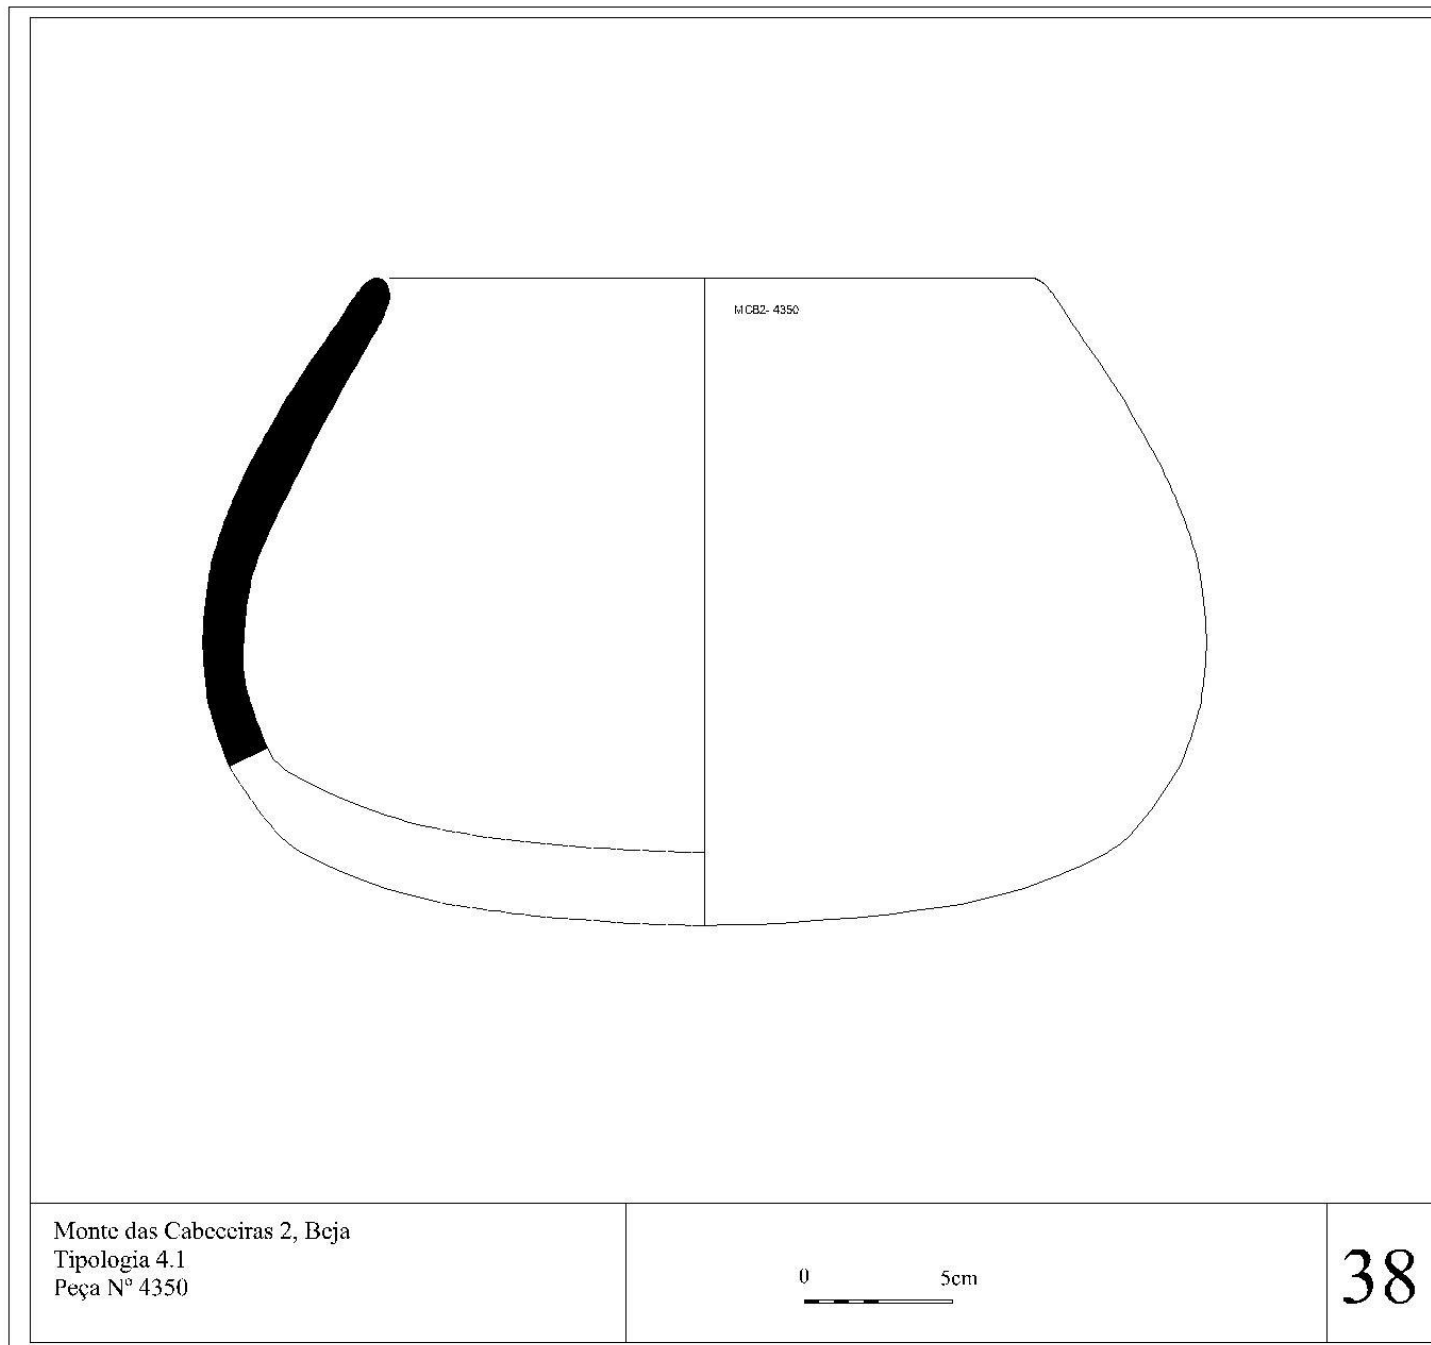 MCB2- 4350
Monte das Cabeceiras 2, Beja
Tipologia 4.1
Peça Nº 4350
0 5cm
38